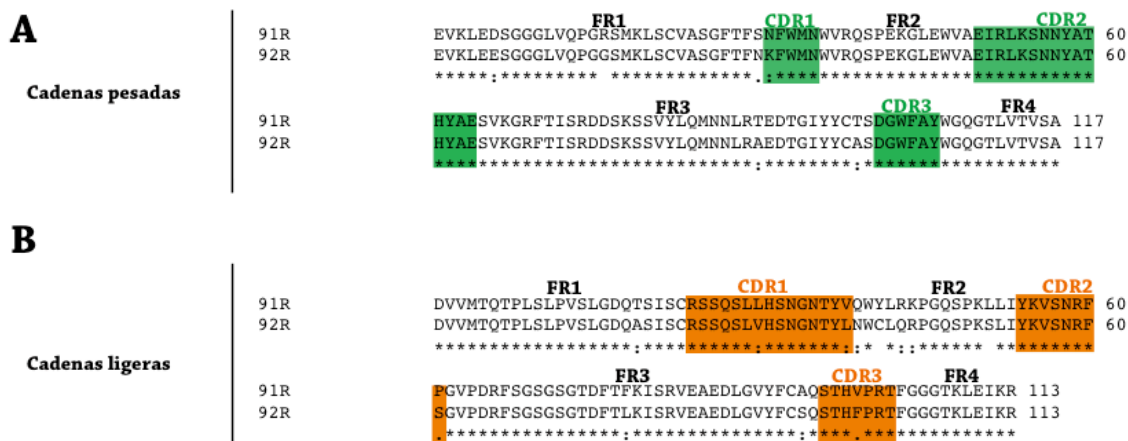 A
Cadenas pesadas
FR1 CDR1 FR2 CDR2
91R EVKLEDSGGGLVQPGRSMKLSCVASGFTFSNFWMNWVRQSPEKGLEWVAEIRLKSNNYAT 60
92R EVKLEESGGGLVQPGGSMKLSCVASGFTFNKFWMNWVRQSPEKGLEWVAEIRLKSNNYAT 60
*****:********* *************.:*****************************
FR3 CDR3 FR4
91R HYAESVKGRFTISRDDSKSSVYLQMNNLRTEDTGIYYCTSDGWFAYWGQGTLVTVSA 117
92R HYAESVKGRFTISRDDSKSSVYLQMNNLRAEDTGIYYCASDGWFAYWGQGTLVTVSA 117
*****************************:********:******************
B
Cadenas ligeras
FR1 CDR1 FR2 CDR2
91R DVVMTQTPLSLPVSLGDQTSISCRSSQSLLHSNGNTYVQWYLRKPGQSPKLLIYKVSNRF 60
92R DVVMTQTPLSLPVSLGDQASISCRSSQSLVHSNGNTYLNWCLQRPGQSPKSLIYKVSNRF 60
******************:**********:*******::* *::****** *********
FR3 CDR3 FR4
91R PGVPDRFSGSGSGTDFTFKISRVEAEDLGVYFCAQSTHVPRTFGGGTKLEIKR 113
92R SGVPDRFSGSGSGTDFTLKISRVEAEDLGVYFCSQSTHFPRTFGGGTKLEIKR 113
.****************:***************:****.**************